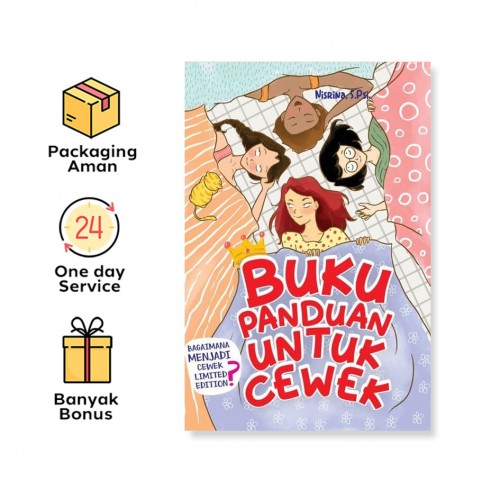 Packaging
Aman
24
One day
Service
Banyak
Bonus
Nisrina, S.Psi.
BUKU
PANDUAN
UNTUK
CEWEK
BAGAIMANA
MENJADI
CEWEK
LIMITED
EDITION?